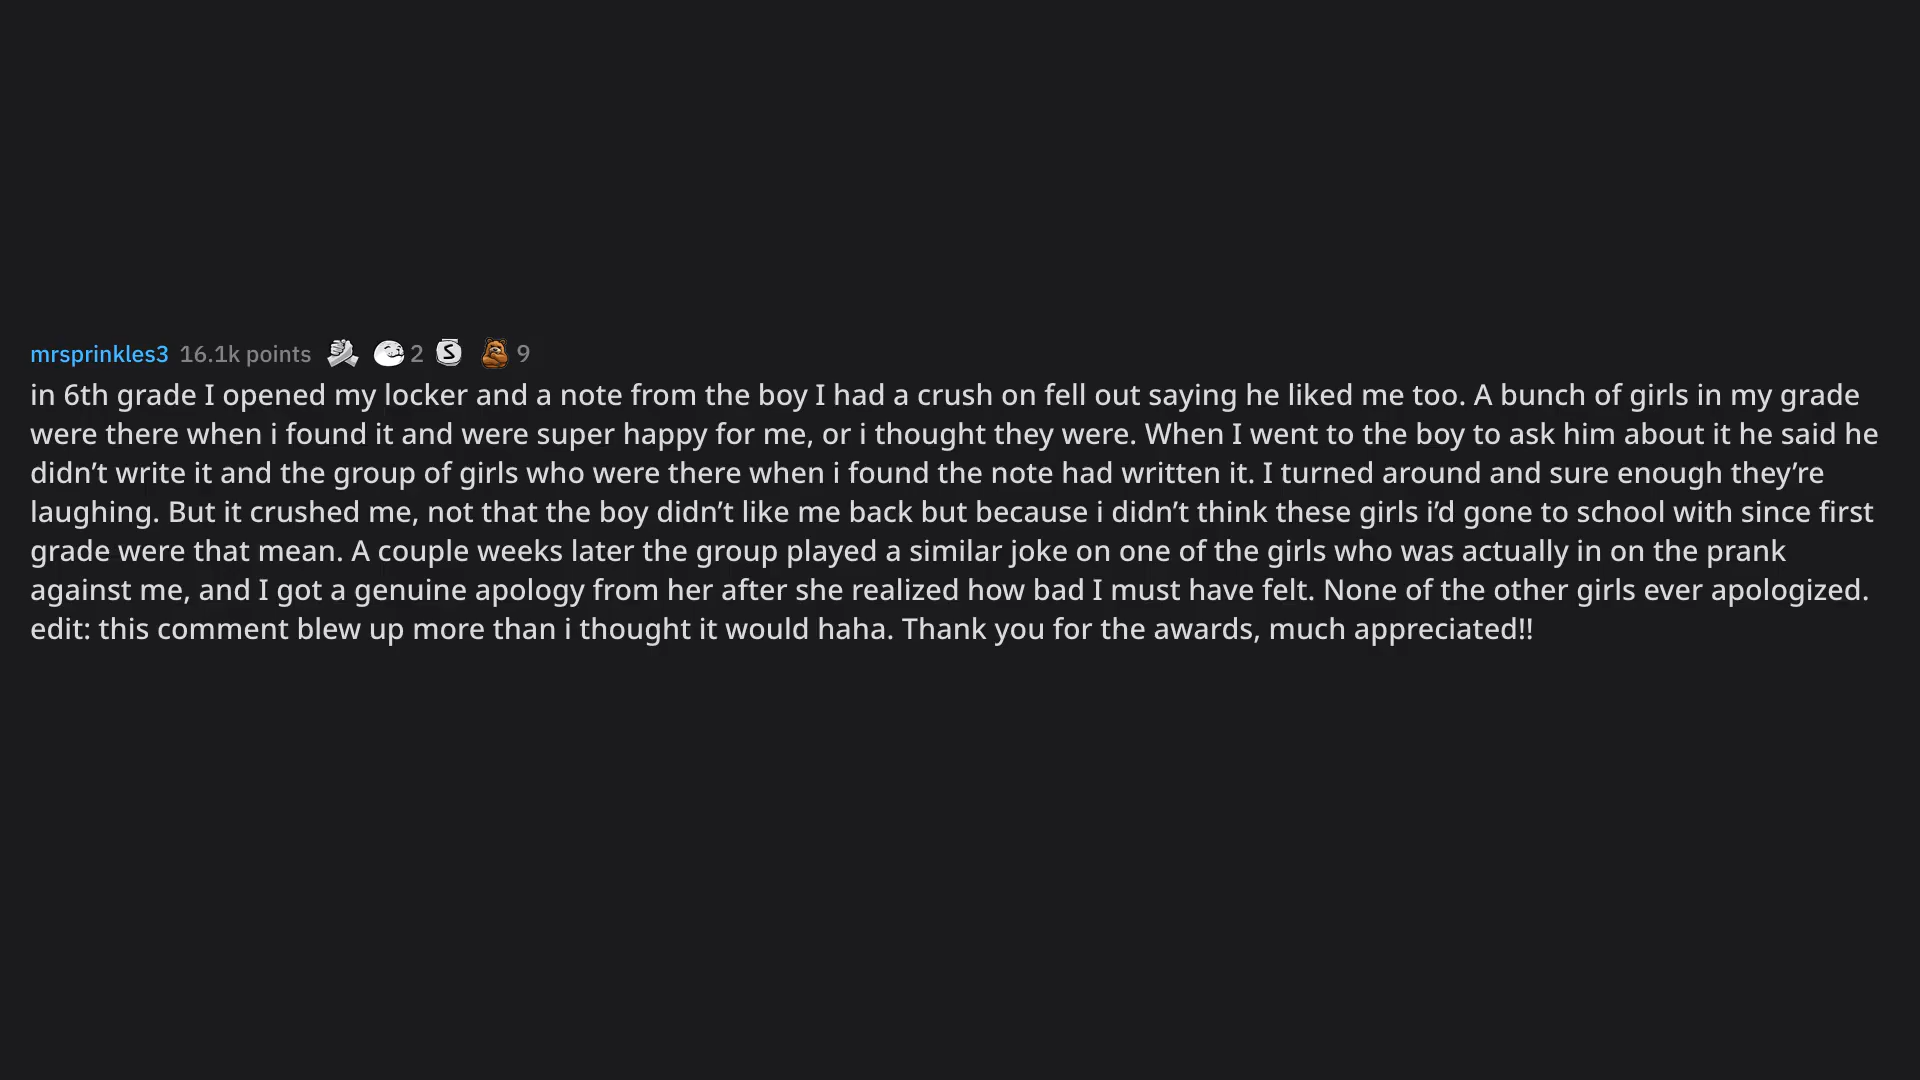 mrsprinkles3 16.1k points 2 S 9
in 6th grade I opened my locker and a note from the boy I had a crush on fell out saying he liked me too. A bunch of girls in my grade
were there when i found it and were super happy for me, or i thought they were. When I went to the boy to ask him about it he said he
didn’t write it and the group of girls who were there when i found the note had written it. I turned around and sure enough they’re
laughing. But it crushed me, not that the boy didn’t like me back but because i didn’t think these girls i’d gone to school with since first
grade were that mean. A couple weeks later the group played a similar joke on one of the girls who was actually in on the prank
against me, and I got a genuine apology from her after she realized how bad I must have felt. None of the other girls ever apologized.
edit: this comment blew up more than i thought it would haha. Thank you for the awards, much appreciated!!